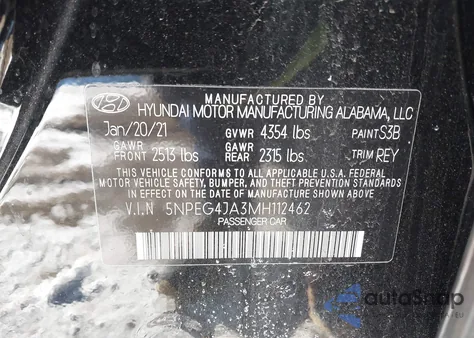 MANUFACTURED BY
HYUNDAI MOTOR MANUFACTURING ALABAMA, LLC
Jan/20/21 GVWR 4354 lbs PAINT S3B
GAWR FRONT 2513 lbs GAWR REAR 2315 lbs TRIM REY
THIS VEHICLE CONFORMS TO ALL APPLICABLE U.S.A. FEDERAL
MOTOR VEHICLE SAFETY, BUMPER, AND THEFT PREVENTION
STANDARDS IN EFFECT ON THE DATE OF MANUFACTURE SHOWN ABOVE.
V.I.N 5NPEG4JA3MH112462
PASSENGER CAR
autoSnap